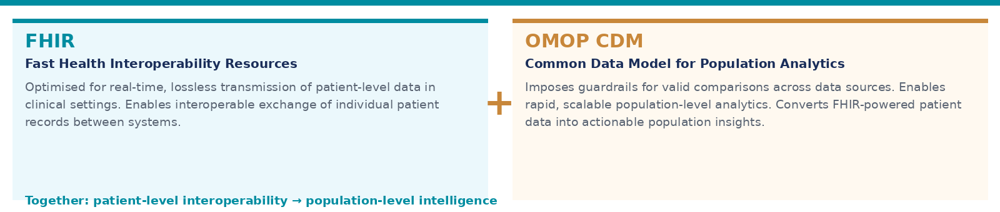 FHIR
Fast Health Interoperability Resources
Optimised for real-time, lossless transmission of patient-level data in
clinical settings. Enables interoperable exchange of individual patient
records between systems.
+
OMOP CDM
Common Data Model for Population Analytics
Imposes guardrails for valid comparisons across data sources. Enables
rapid, scalable population-level analytics. Converts FHIR-powered patient
data into actionable population insights.
Together: patient-level interoperability → population-level intelligence